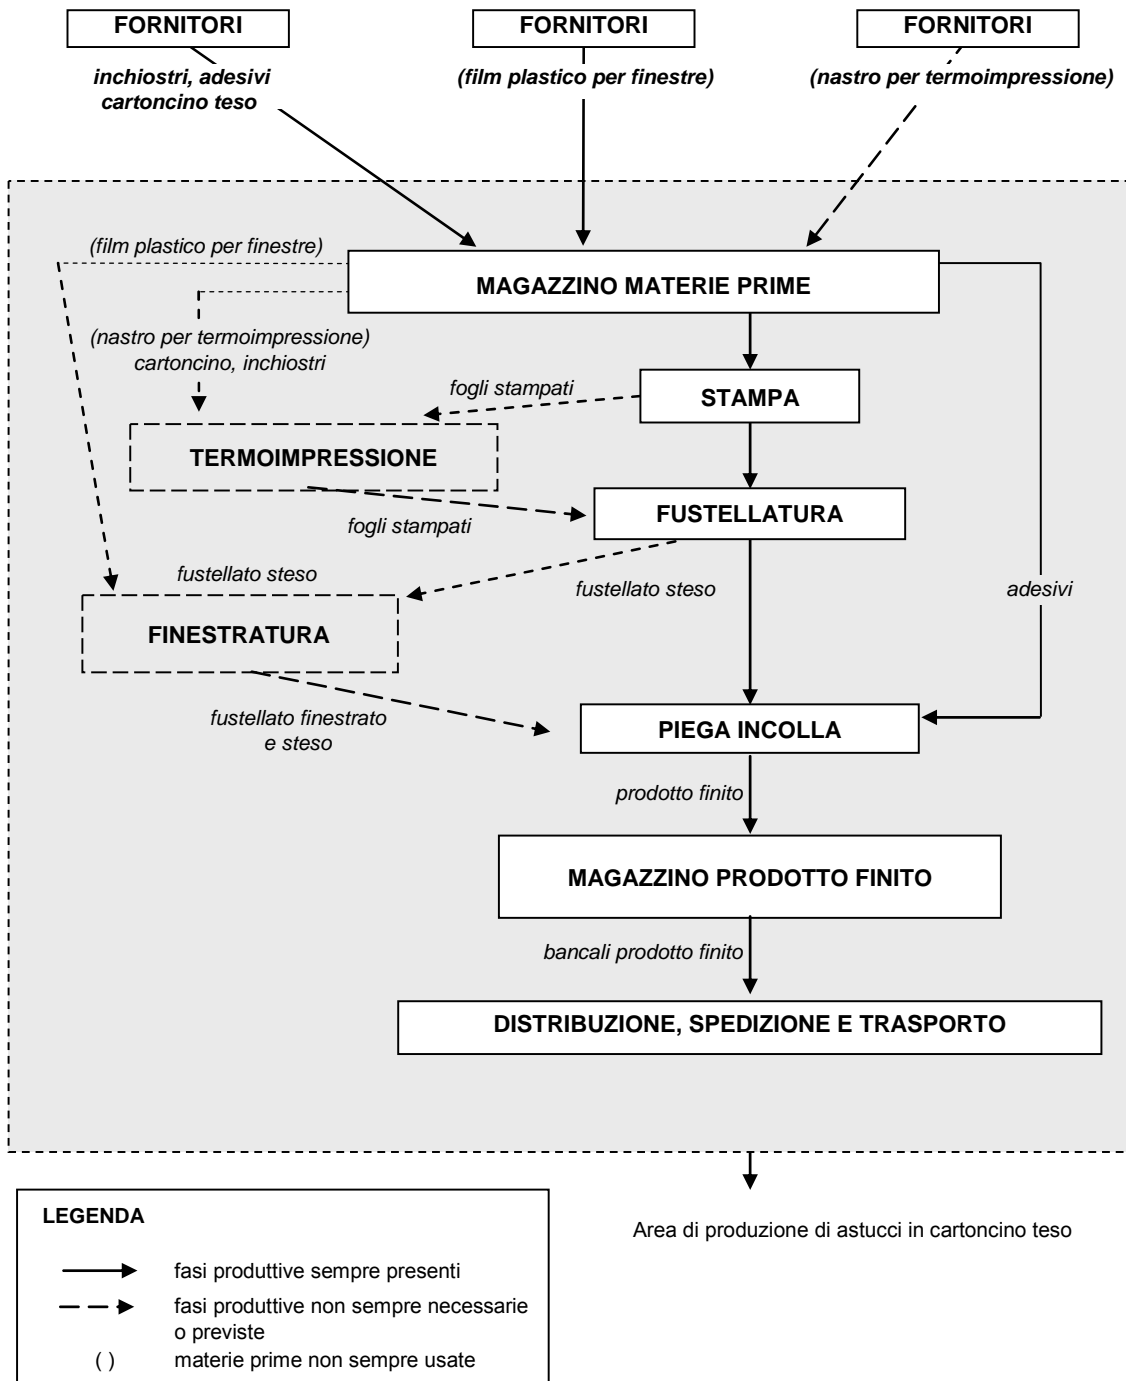 FORNITORI
FORNITORI
FORNITORI
inchiostri, adesivi
cartoncino teso
(film plastico per finestre)
(nastro per termoimpressione)
(film plastico per finestre)
MAGAZZINO MATERIE PRIME
(nastro per termoimpressione)
cartoncino, inchiostri
fogli stampati
STAMPA
TERMOIMPRESSIONE
fogli stampati
FUSTELLATURA
fustellato steso
fustellato steso
adesivi
FINESTRATURA
fustellato finestrato
e steso
PIEGA INCOLLA
prodotto finito
MAGAZZINO PRODOTTO FINITO
bancali prodotto finito
DISTRIBUZIONE, SPEDIZIONE E TRASPORTO
Area di produzione di astucci in cartoncino teso
LEGENDA
fasi produttive sempre presenti
fasi produttive non sempre necessarie
o previste
( ) materie prime non sempre usate